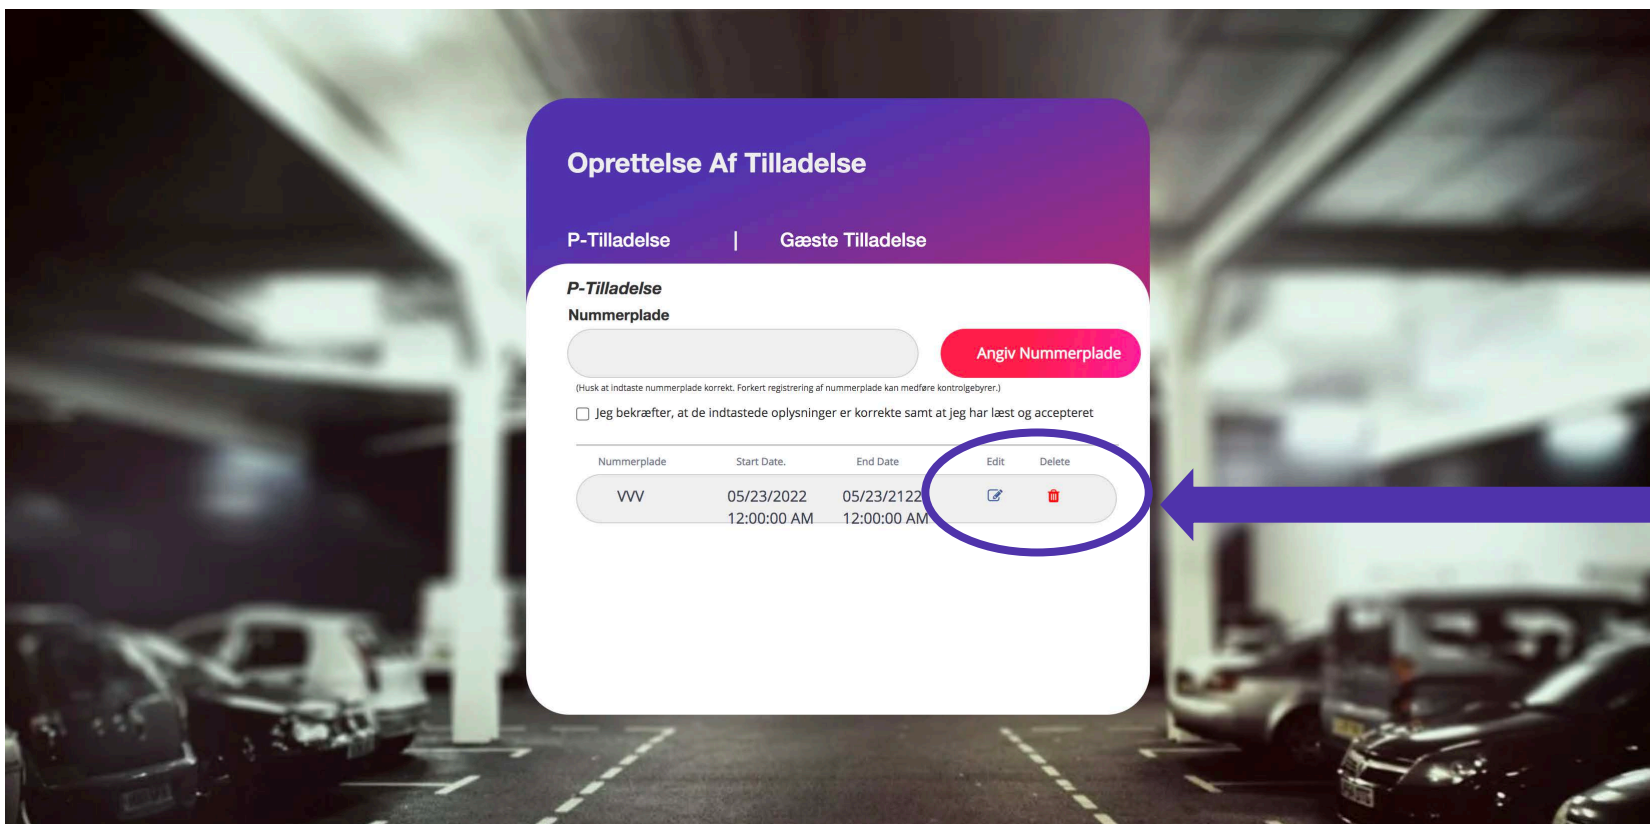 Oprettelse Af Tilladelse
P-Tilladelse | Gæste Tilladelse
P-Tilladelse
Nummerplade
Angiv Nummerplade
(Husk at indtaste nummerplade korrekt. Forkert registrering af nummerplade kan medføre kontrolgebyrer.)
Jeg bekræfter, at de indtastede oplysninger er korrekte samt at jeg har læst og accepteret
Nummerplade Start Date. End Date Edit Delete
VVV 05/23/2022 05/23/2122
12:00:00 AM 12:00:00 AM